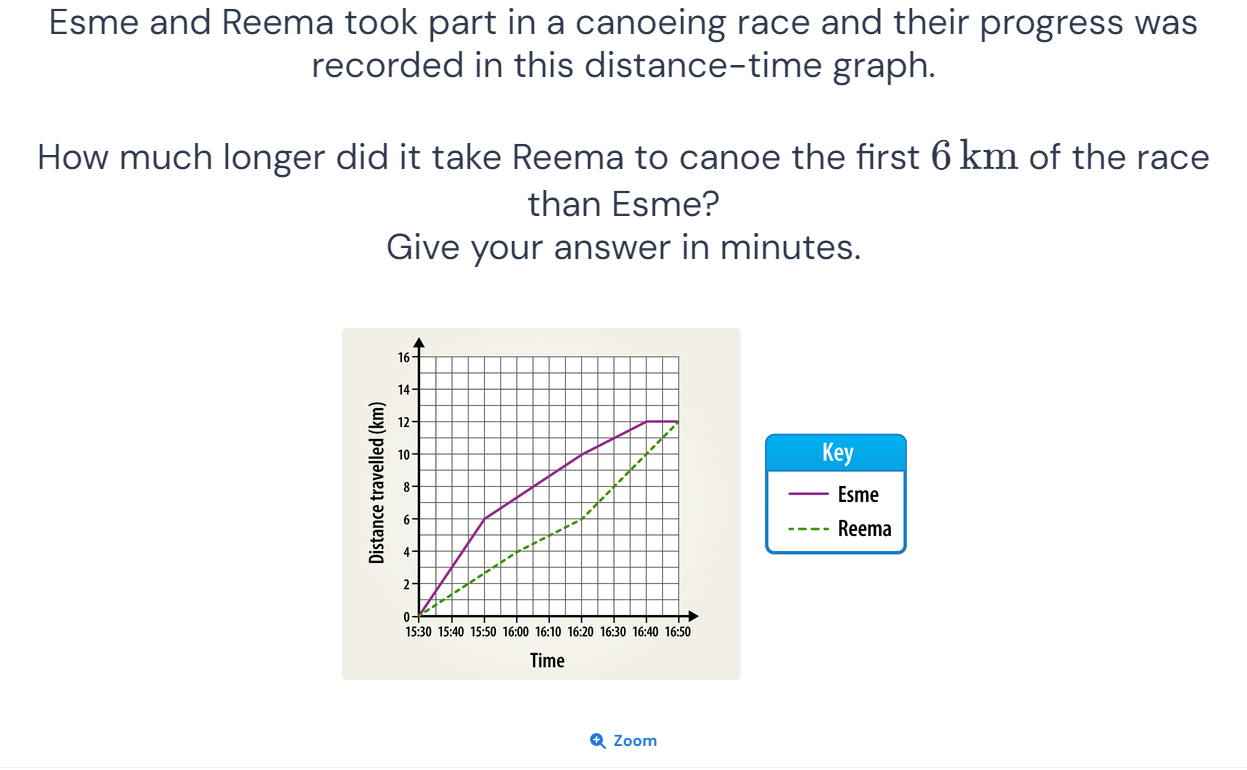 Esme and Reema took part in a canoeing race and their progress was
recorded in this distance-time graph.
How much longer did it take Reema to canoe the first 6 km of the race
than Esme?
Give your answer in minutes.
16
14
12
10
8
6
4
2
0
Distance travelled (km)
15:30 15:40 15:50 16:00 16:10 16:20 16:30 16:40 16:50
Time
Key
Esme
Reema
Zoom